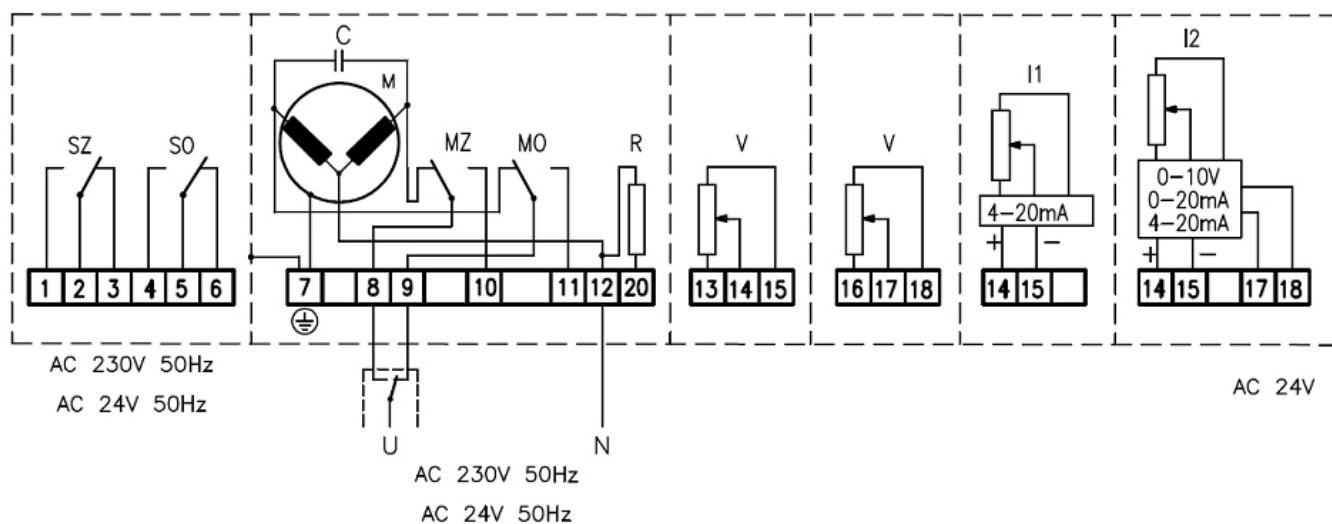 C
M
I1
I2
SZ
SO
MZ
MO
R
V
V
0-10V
0-20mA
4-20mA
4-20mA
+ -
+ -
1 2 3 4 5 6
7 8 9 10 11 12 20
13 14 15
16 17 18
14 15
14 15 17 18
AC 230V 50Hz
AC 24V 50Hz
AC 24V
U
N
AC 230V 50Hz
AC 24V 50Hz